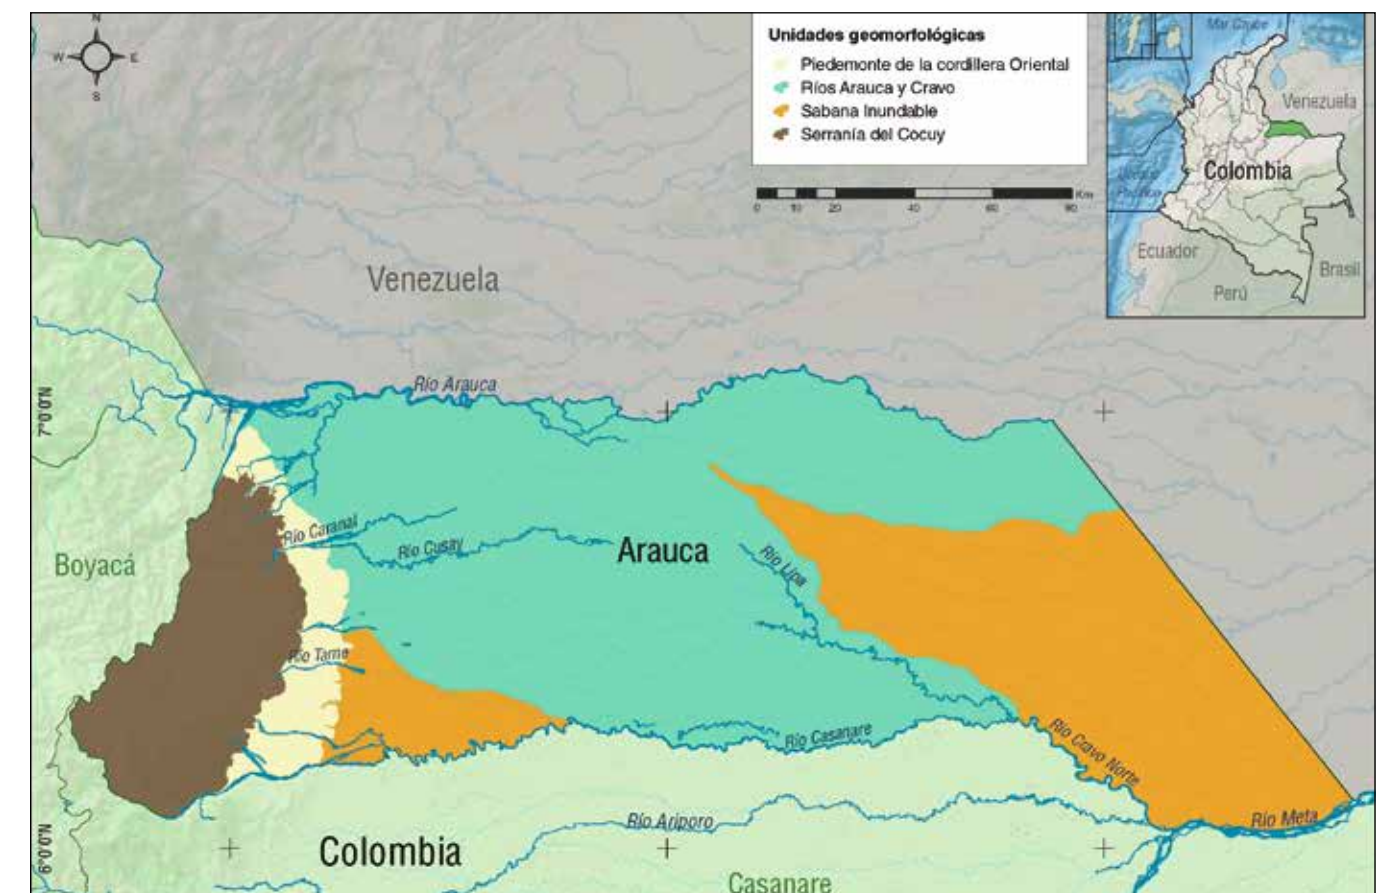 N
W E
S
Unidades geomorfológicas
Piedemonte de la cordillera Oriental
Ríos Arauca y Cravo
Sabana Inundable
Serranía del Cocuy
Km
0 10 20 40 60 80
Mar Caribe
Venezuela
Océano
Pacífico
Colombia
Ecuador
Brasil
Perú
Venezuela
Río Arauca
7°0'0"N
Río Caranal
Río Cusay
Arauca
Río Lipa
Boyacá
Río Tame
Río Casanare
Río Cravo Norte
Río Meta
Río Ariporo
Colombia
6°0'0"N
Casanare